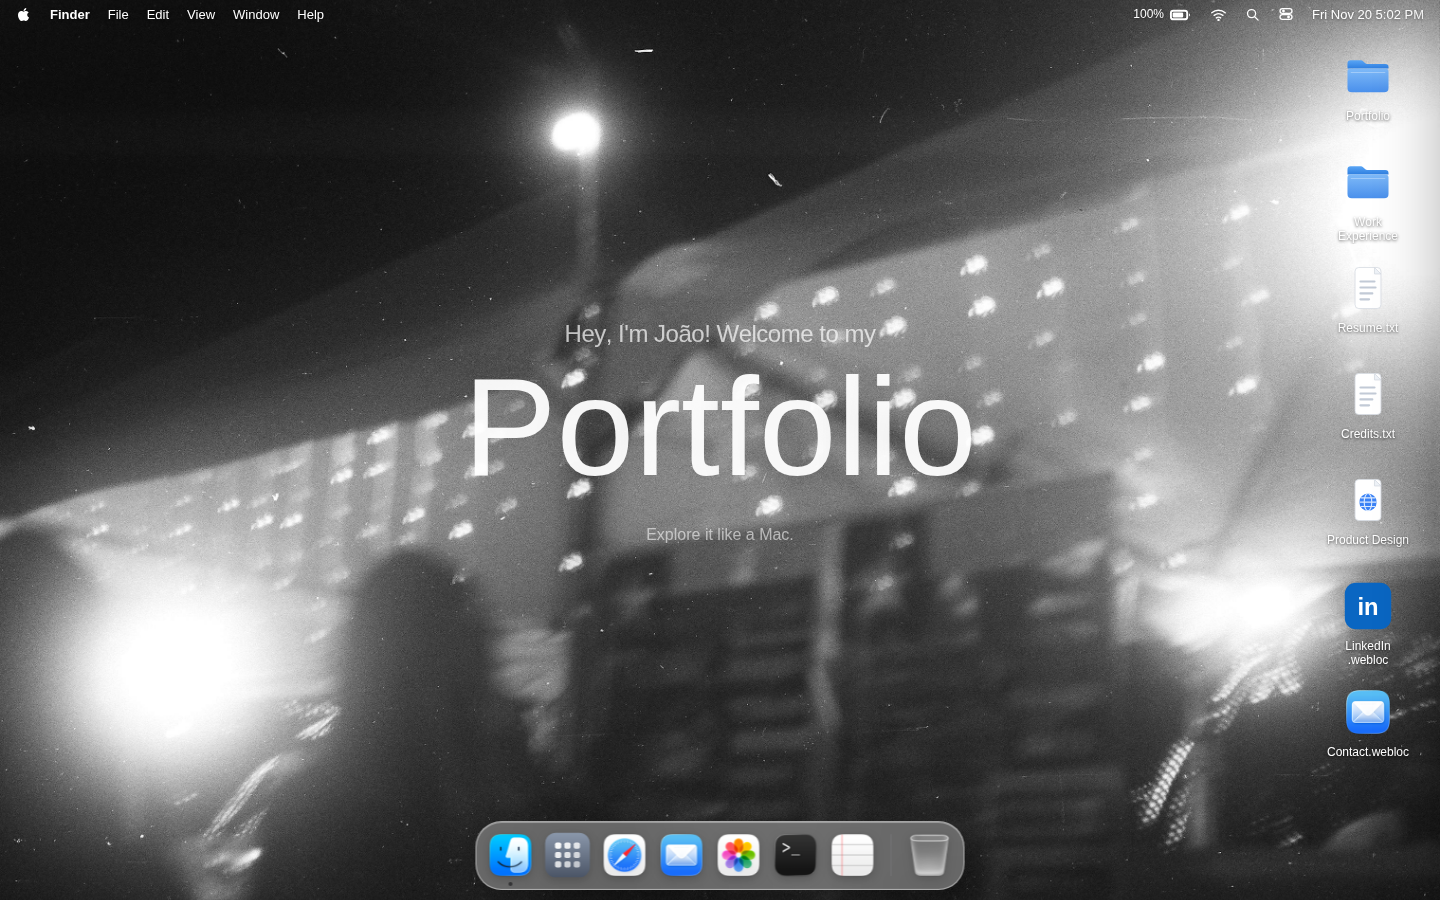 Finder File Edit View Window Help
100%
Fri Nov 20 5:02 PM
Portfolio
Work
Experience
Resume.txt
Hey, I'm João! Welcome to my
Portfolio
Explore it like a Mac.
Credits.txt
Product Design
in
LinkedIn
.webloc
Contact.webloc
>_